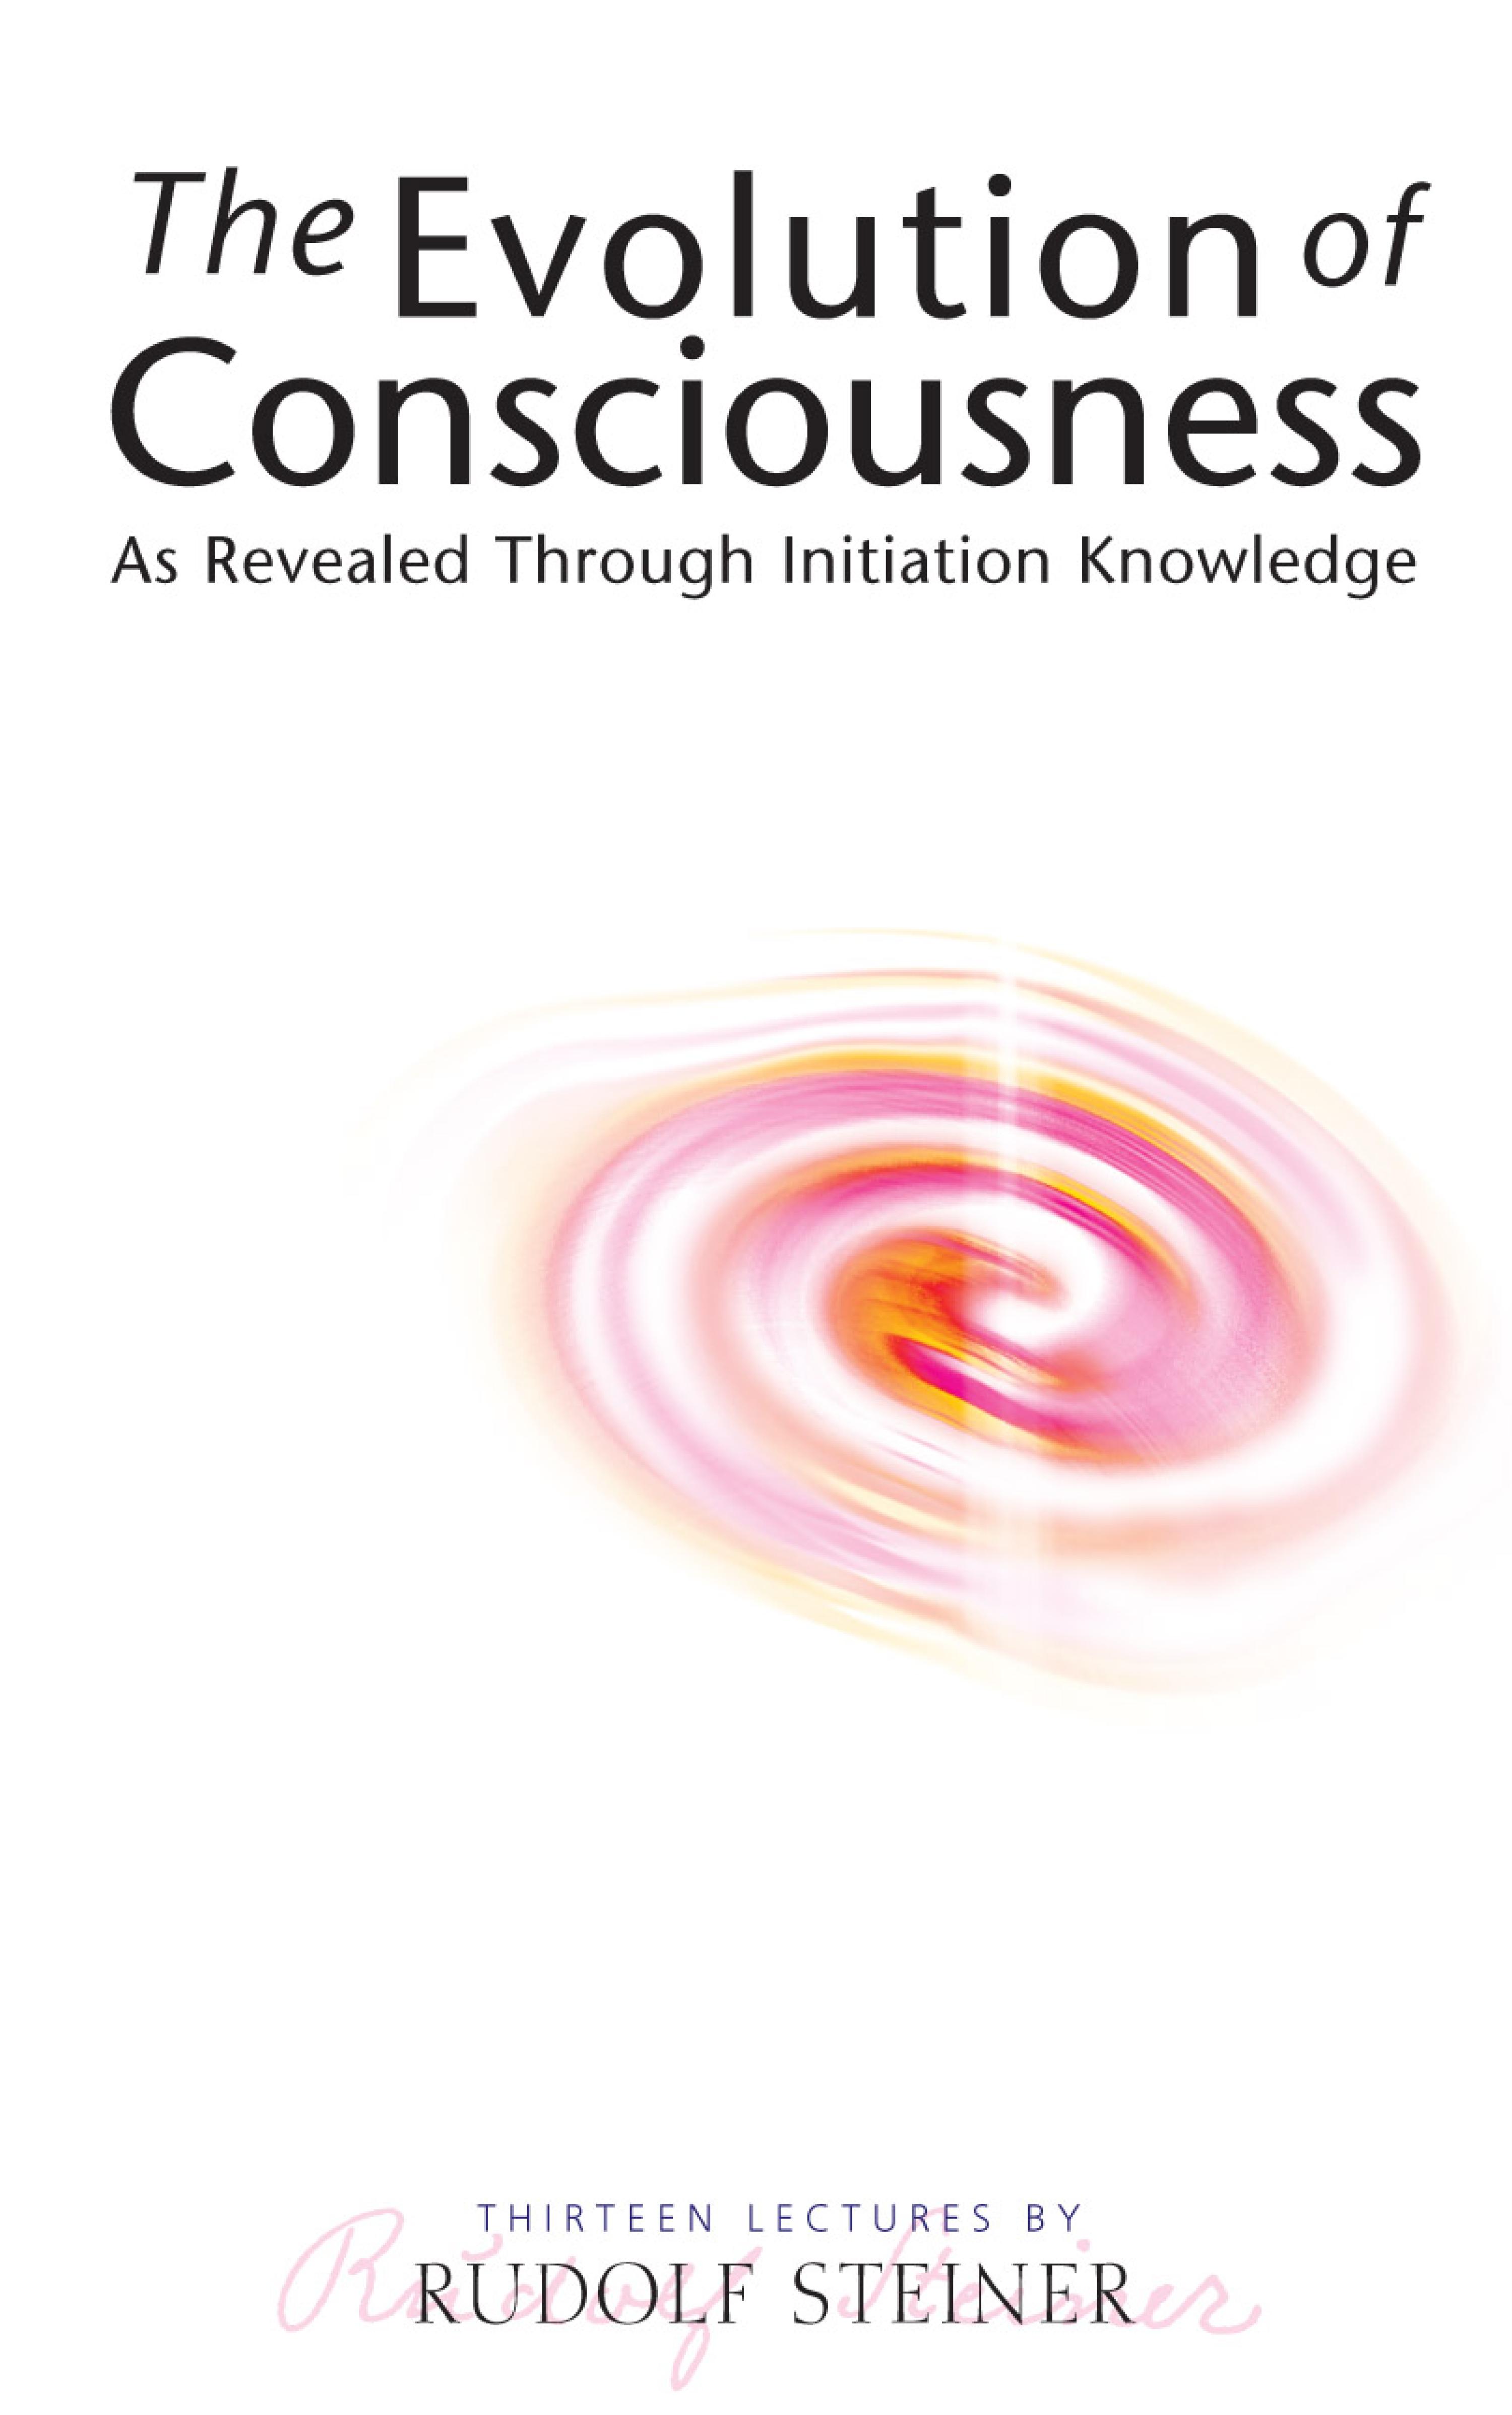 The Evolution of
Consciousness
As Revealed Through Initiation Knowledge
THIRTEEN LECTURES BY
RUDOLF STEINER
Rudolf Steiner